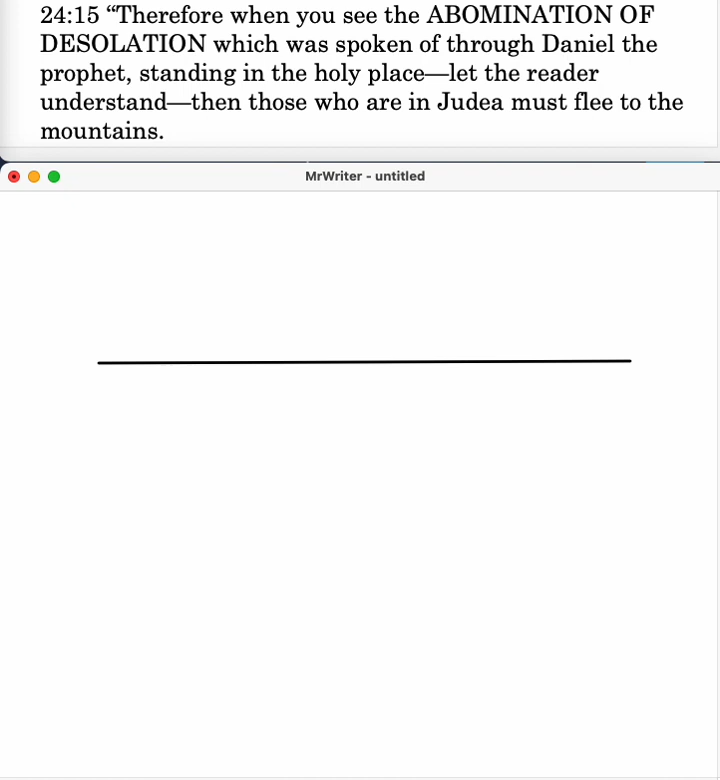 24:15 “Therefore when you see the ABOMINATION OF
DESOLATION which was spoken of through Daniel the
prophet, standing in the holy place—let the reader
understand—then those who are in Judea must flee to the
mountains.
MrWriter - untitled